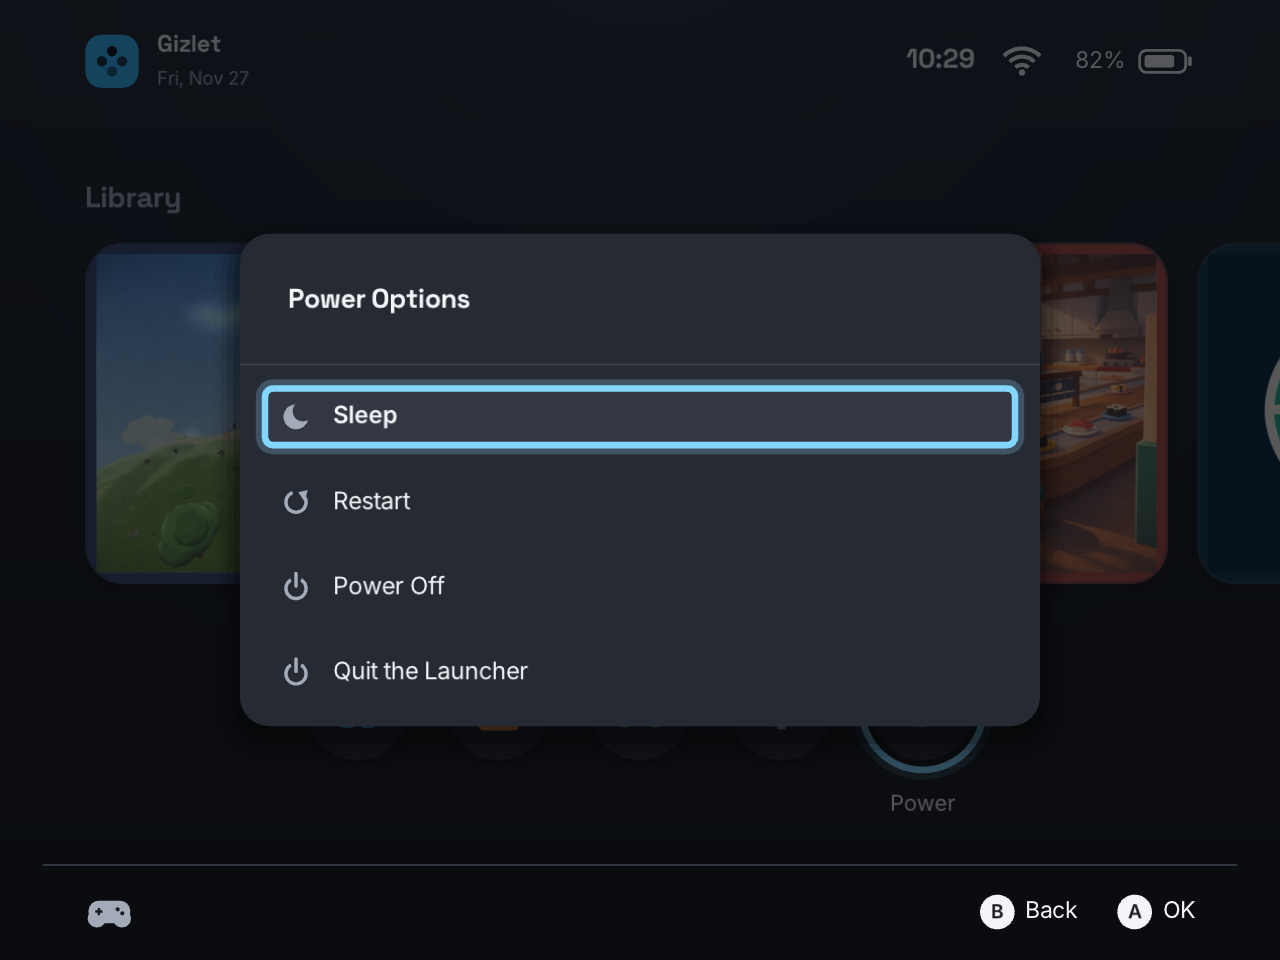 Gizlet
Fri, Nov 27
10:29
82%
Library
Power Options
Sleep
Restart
Power Off
Quit the Launcher
Power
B Back
A OK